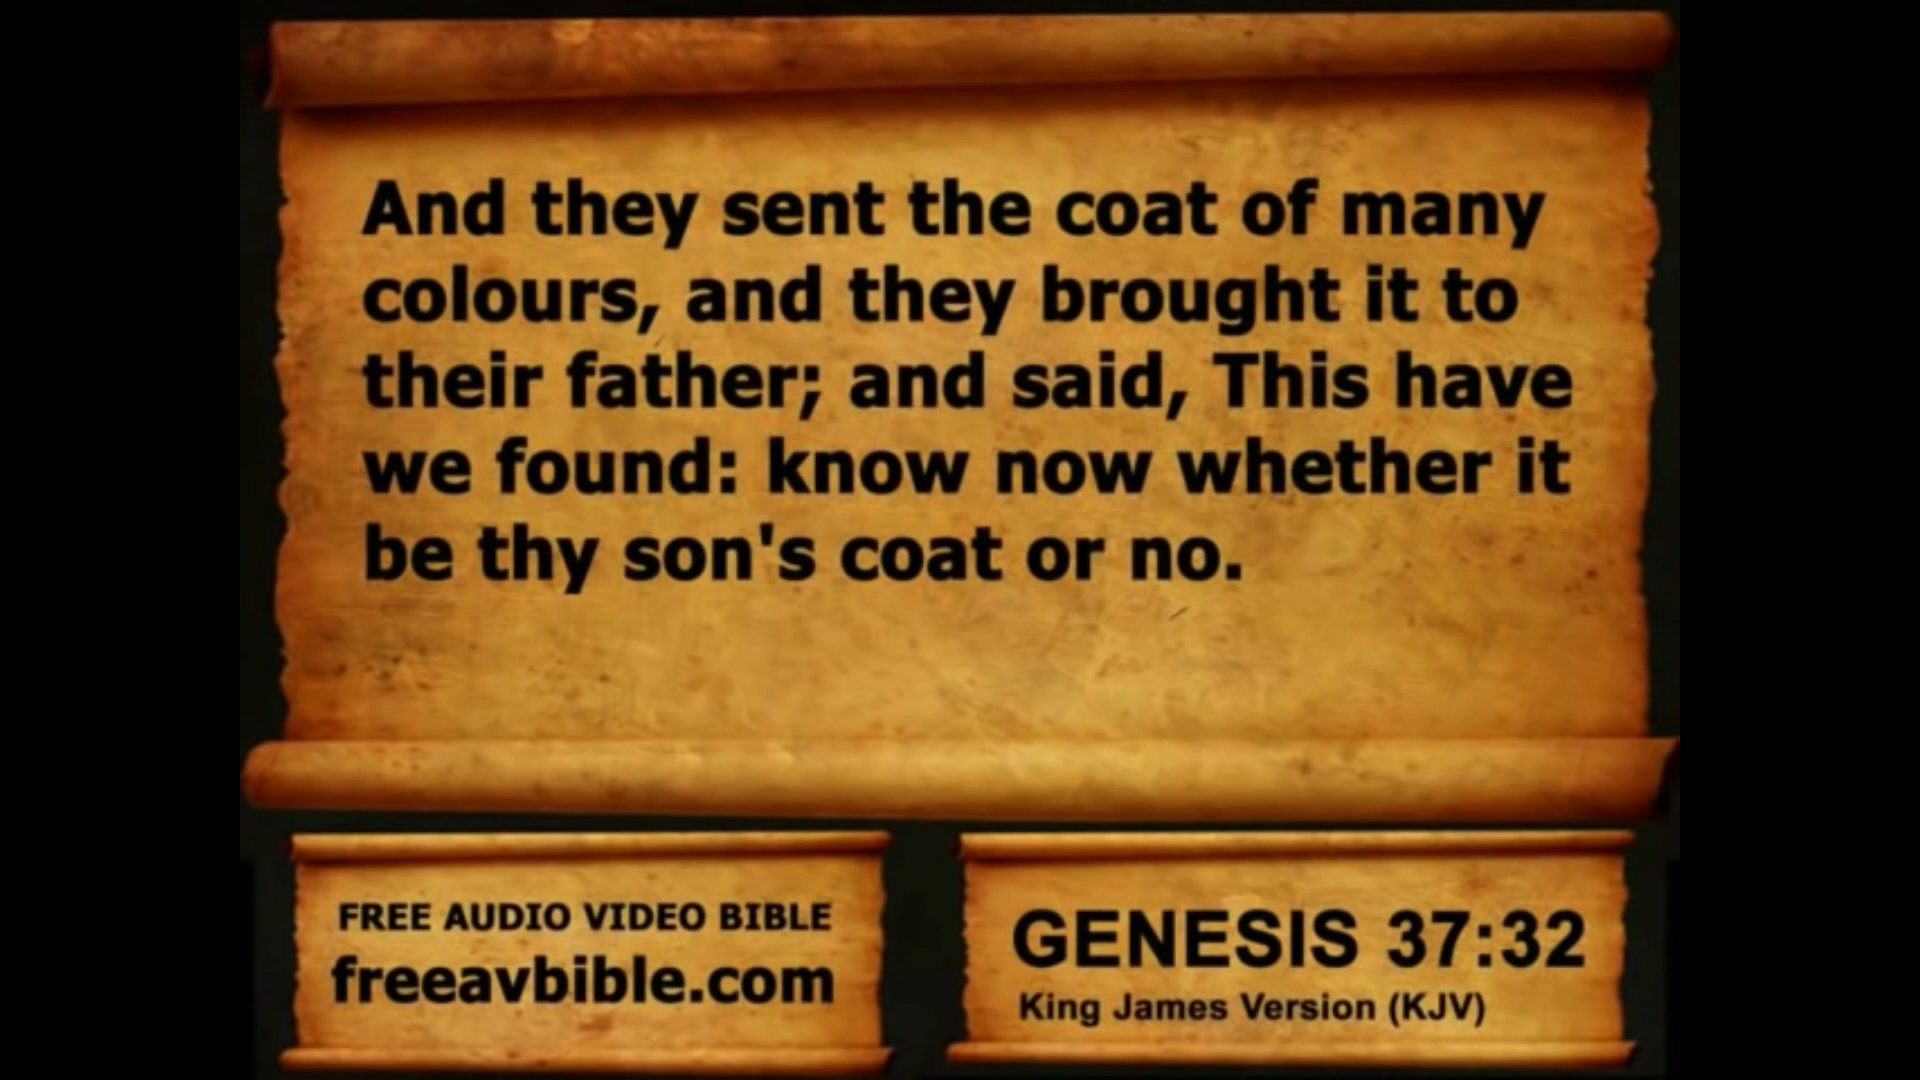 And they sent the coat of many
colours, and they brought it to
their father; and said, This have
we found: know now whether it
be thy son's coat or no.
FREE AUDIO VIDEO BIBLE
freeavbible.com
GENESIS 37:32
King James Version (KJV)